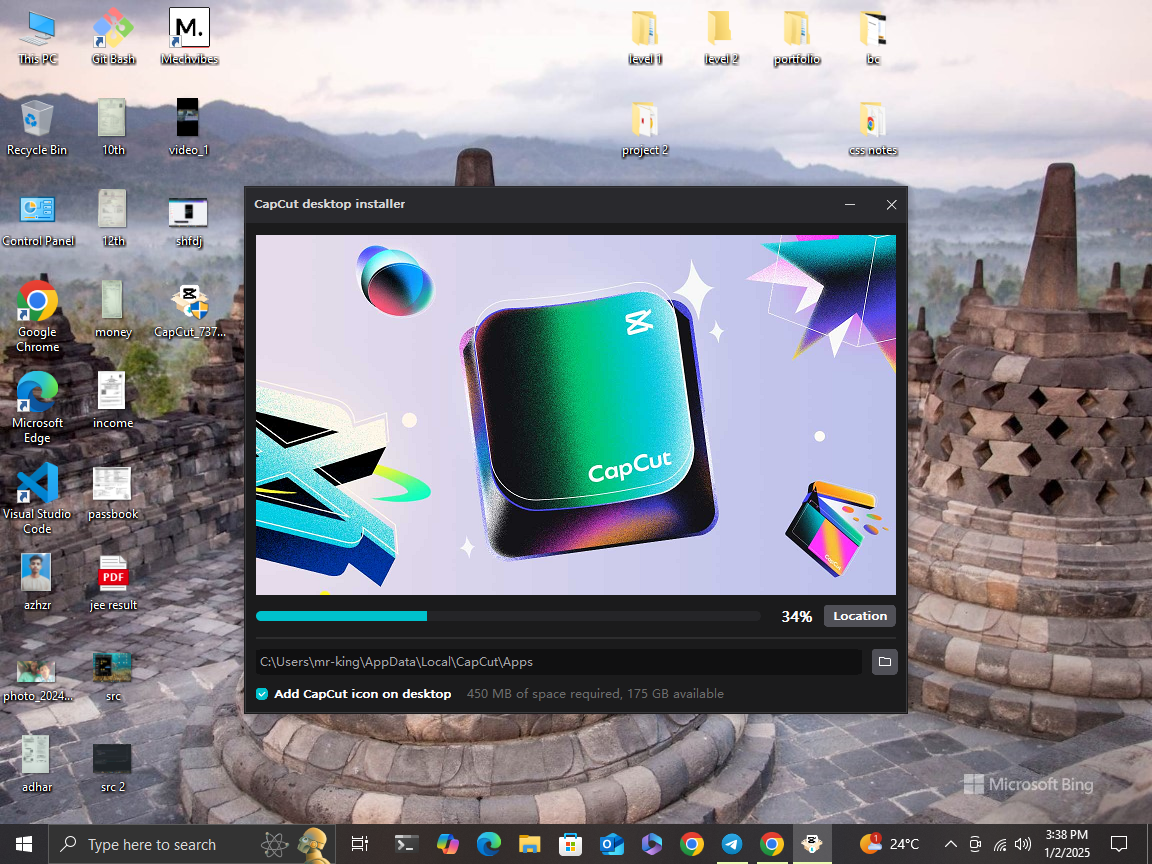 This PC
Git Bash
M.
Mechvibes
level 1
level 2
portfolio
bc
Recycle Bin
10th
video_1
project 2
css notes
Control Panel
12th
shfdj
Google
Chrome
money
CapCut_737...
Microsoft
Edge
income
Visual Studio
Code
passbook
azhzr
PDF
jee result
photo_2024...
src
adhar
src 2
CapCut desktop installer
CapCut
34%
Location
C:\Users\mr-king\AppData\Local\CapCut\Apps
Add CapCut icon on desktop
450 MB of space required, 175 GB available
Microsoft Bing
Type here to search
1
24°C
3:38 PM
1/2/2025